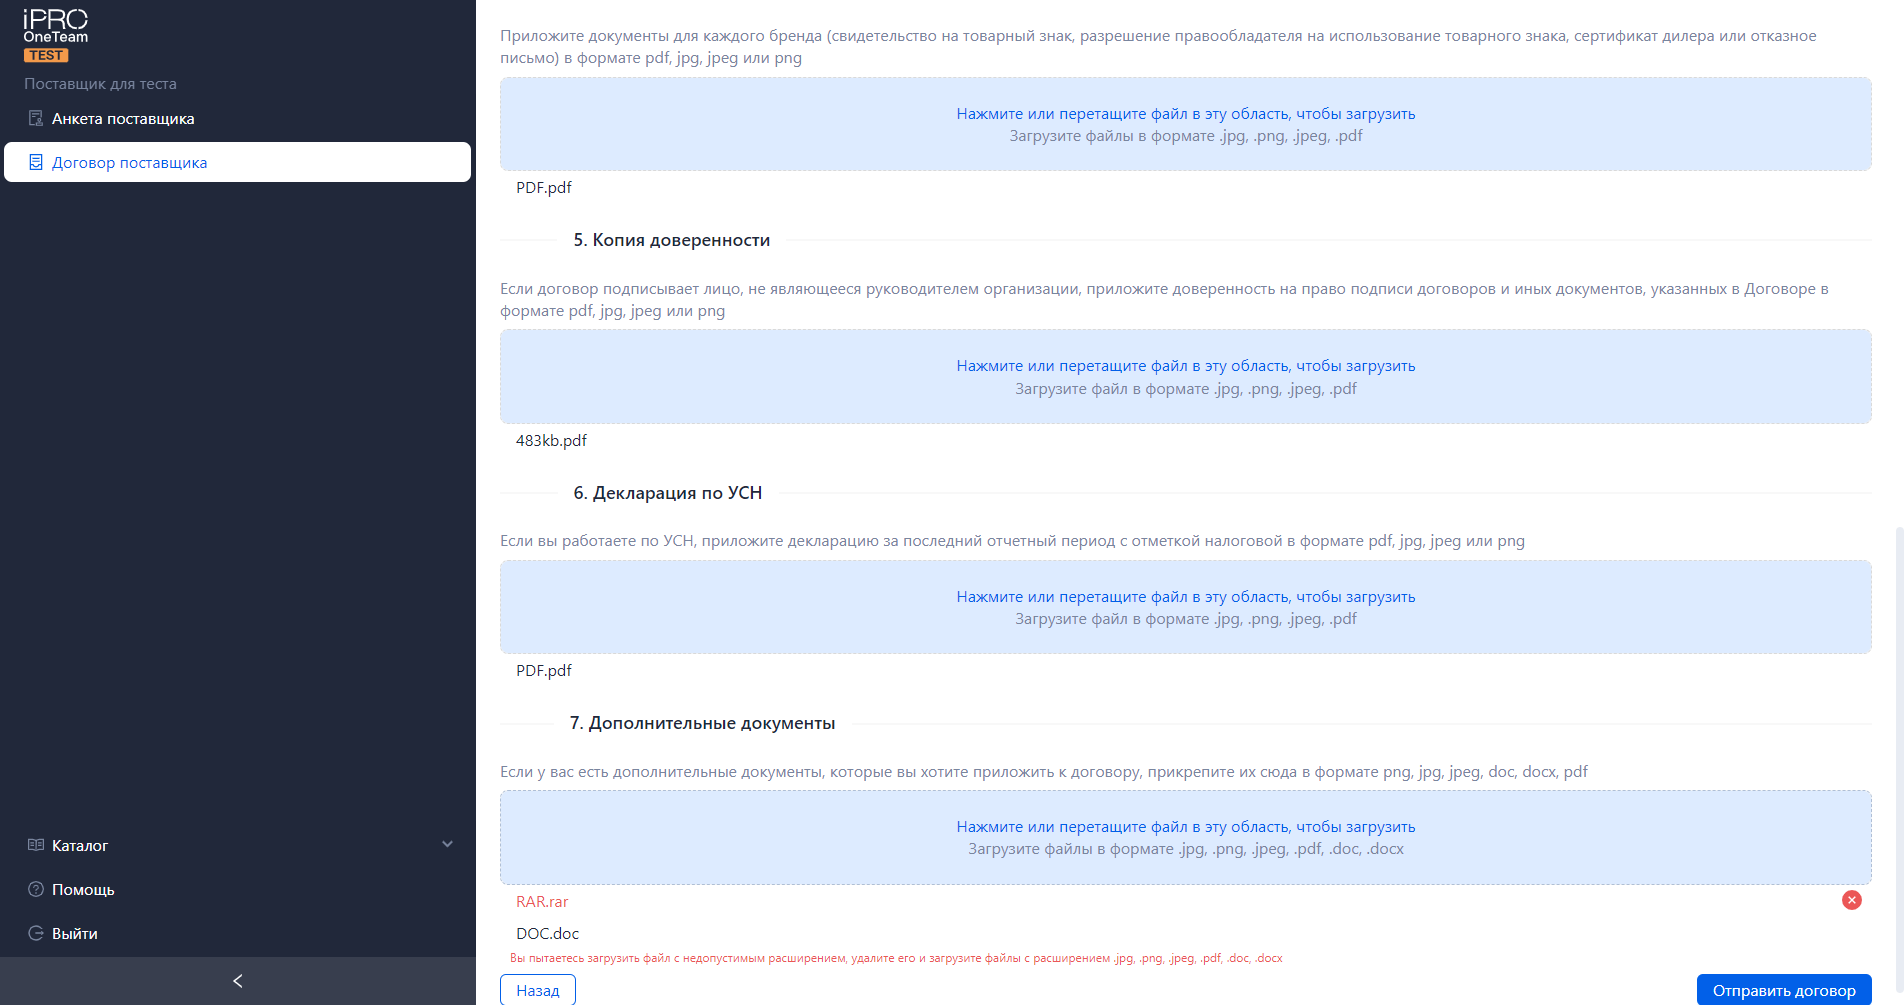 iPRO
OneTeam
TEST
Поставщик для теста
Анкета поставщика
Договор поставщика
Каталог
Помощь
Выйти
Приложите документы для каждого бренда (свидетельство на товарный знак, разрешение правообладателя на использование товарного знака, сертификат дилера или отказное
письмо) в формате pdf, jpg, jpeg или png
Нажмите или перетащите файл в эту область, чтобы загрузить
Загрузите файлы в формате .jpg, .png, .jpeg, .pdf
PDF.pdf
5. Копия доверенности
Если договор подписывает лицо, не являющееся руководителем организации, приложите доверенность на право подписи договоров и иных документов, указанных в Договоре в
формате pdf, jpg, jpeg или png
Нажмите или перетащите файл в эту область, чтобы загрузить
Загрузите файл в формате .jpg, .png, .jpeg, .pdf
483kb.pdf
6. Декларация по УСН
Если вы работаете по УСН, приложите декларацию за последний отчетный период с отметкой налоговой в формате pdf, jpg, jpeg или png
Нажмите или перетащите файл в эту область, чтобы загрузить
Загрузите файл в формате .jpg, .png, .jpeg, .pdf
PDF.pdf
7. Дополнительные документы
Если у вас есть дополнительные документы, которые вы хотите приложить к договору, прикрепите их сюда в формате png, jpg, jpeg, doc, docx, pdf
Нажмите или перетащите файл в эту область, чтобы загрузить
Загрузите файлы в формате .jpg, .png, .jpeg, .pdf, .doc, .docx
RAR.rar
DOC.doc
Вы пытаетесь загрузить файл с недопустимым расширением, удалите его и загрузите файлы с расширением .jpg, .png, .jpeg, .pdf, .doc, .docx
Назад
Отправить договор